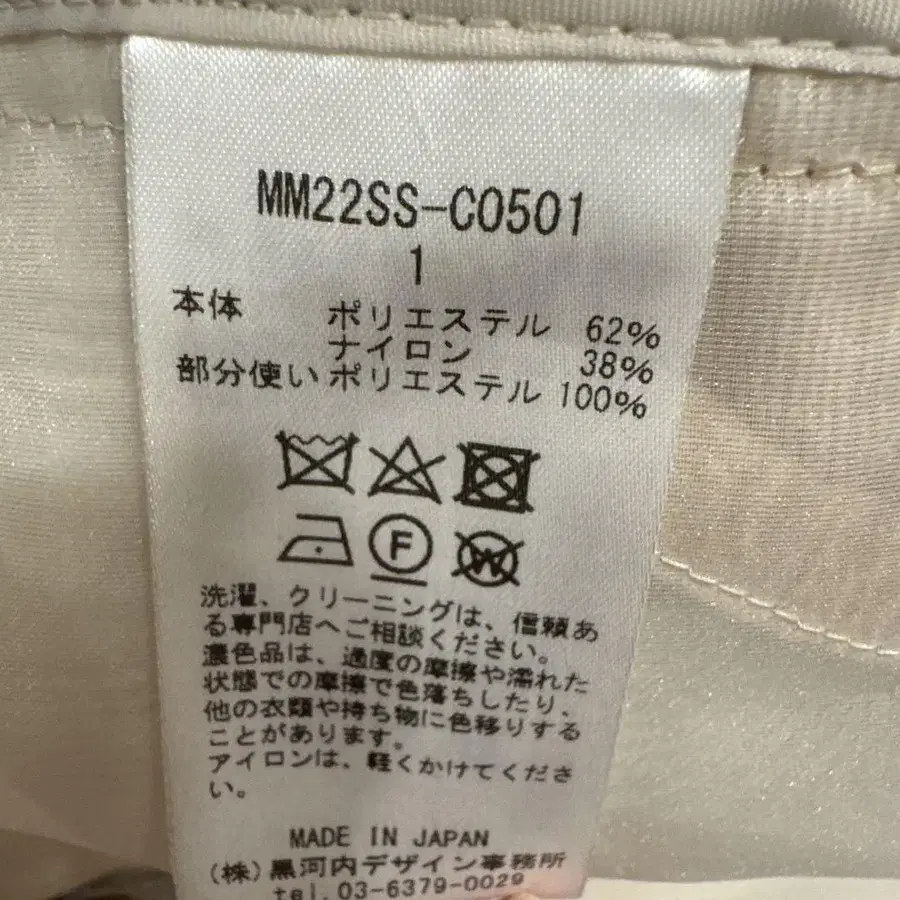 MM22SS-C0501
1
本体 ポリエステル 62%
ナイロン 38%
部分使い ポリエステル 100%
F
W
洗濯、クリーニングは、信頼あ
る専門店へご相談ください。
濃色品は、過度の摩擦や濡れた
状態での摩擦で色落ちしたり、
他の衣類や持ち物に色移りする
ことがあります。
アイロンは、軽くかけてくださ
い。
MADE IN JAPAN
(株)黒河内デザイン事務所
tel.03-6379-0029